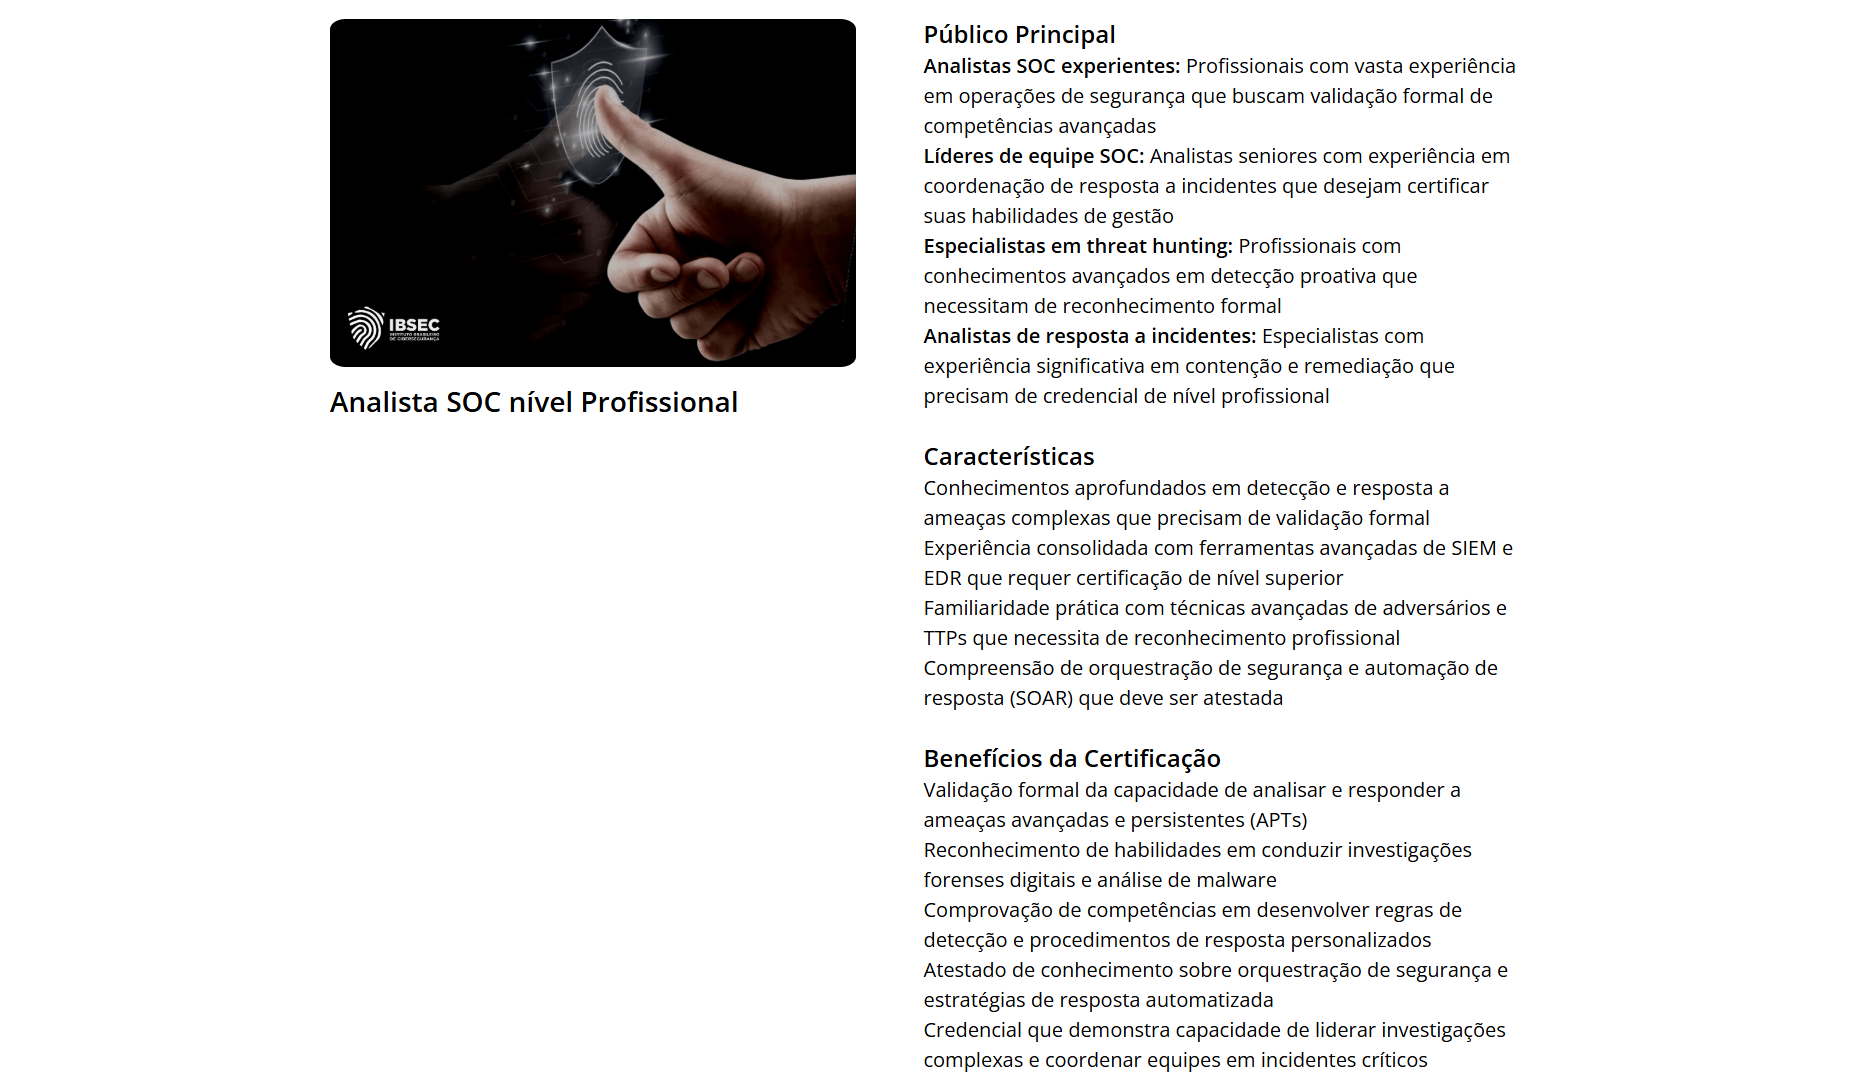 IBSEC
INSTITUTO BRASILEIRO
DE CIBERSEGURANÇA
Analista SOC nível Profissional
Público Principal
Analistas SOC experientes: Profissionais com vasta experiência
em operações de segurança que buscam validação formal de
competências avançadas
Líderes de equipe SOC: Analistas seniores com experiência em
coordenação de resposta a incidentes que desejam certificar
suas habilidades de gestão
Especialistas em threat hunting: Profissionais com
conhecimentos avançados em detecção proativa que
necessitam de reconhecimento formal
Analistas de resposta a incidentes: Especialistas com
experiência significativa em contenção e remediação que
precisam de credencial de nível profissional
Características
Conhecimentos aprofundados em detecção e resposta a
ameaças complexas que precisam de validação formal
Experiência consolidada com ferramentas avançadas de SIEM e
EDR que requer certificação de nível superior
Familiaridade prática com técnicas avançadas de adversários e
TTPs que necessita de reconhecimento profissional
Compreensão de orquestração de segurança e automação de
resposta (SOAR) que deve ser atestada
Benefícios da Certificação
Validação formal da capacidade de analisar e responder a
ameaças avançadas e persistentes (APTs)
Reconhecimento de habilidades em conduzir investigações
forenses digitais e análise de malware
Comprovação de competências em desenvolver regras de
detecção e procedimentos de resposta personalizados
Atestado de conhecimento sobre orquestração de segurança e
estratégias de resposta automatizada
Credencial que demonstra capacidade de liderar investigações
complexas e coordenar equipes em incidentes críticos